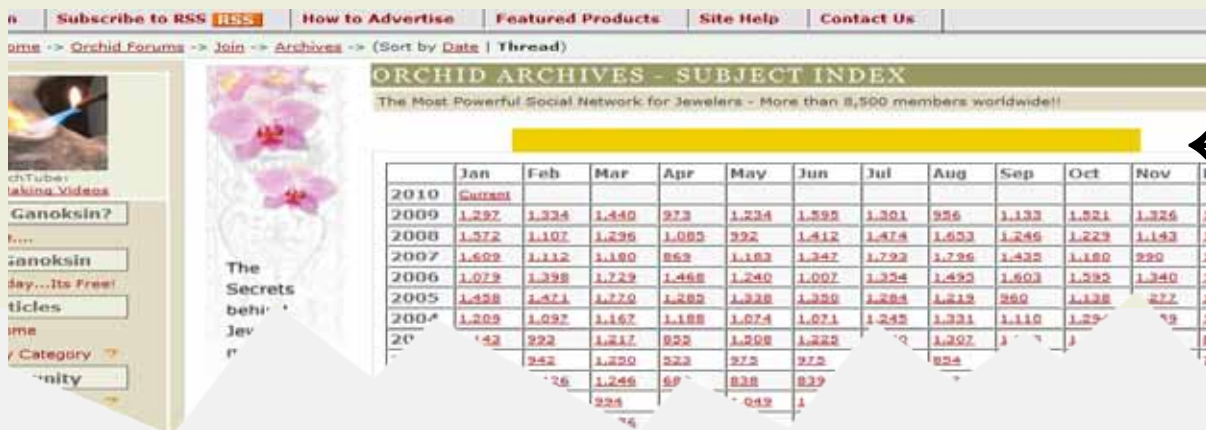 Subscribe to RSS RSS How to Advertise Featured Products Site Help Contact Us
-> Orchid Forums -> Join -> Archives -> (Sort by Date | Thread)
ORCHID ARCHIVES - SUBJECT INDEX
The Most Powerful Social Network for Jewelers - More than 8,500 members worldwide!!
Videos
Ganoksin?
Its Free!
Category
The
Secrets
Jan Feb Mar Apr May Jun Jul Aug Sep Oct Nov
2010 Current
2009 1,297 1,334 1,440 973 1,234 1,595 1,301 956 1,133 1,521 1,326
2008 1,572 1,107 1,296 1,085 992 1,412 1,474 1,653 1,246 1,229 1,143
2007 1,609 1,112 1,180 869 1,183 1,347 1,793 1,796 1,435 1,180 990
2006 1,079 1,398 1,729 1,468 1,240 1,007 1,354 1,495 1,603 1,595 1,340
2005 1,458 1,471 1,770 1,285 1,338 1,350 1,284 1,219 960 1,138
1,209 1,097 1,167 1,188 1,074 1,071 1,245 1,331 1,110
993 1,217 855 1,508 1,225 1,307
942 1,250 523 975 975 854
1,246 838 839
994